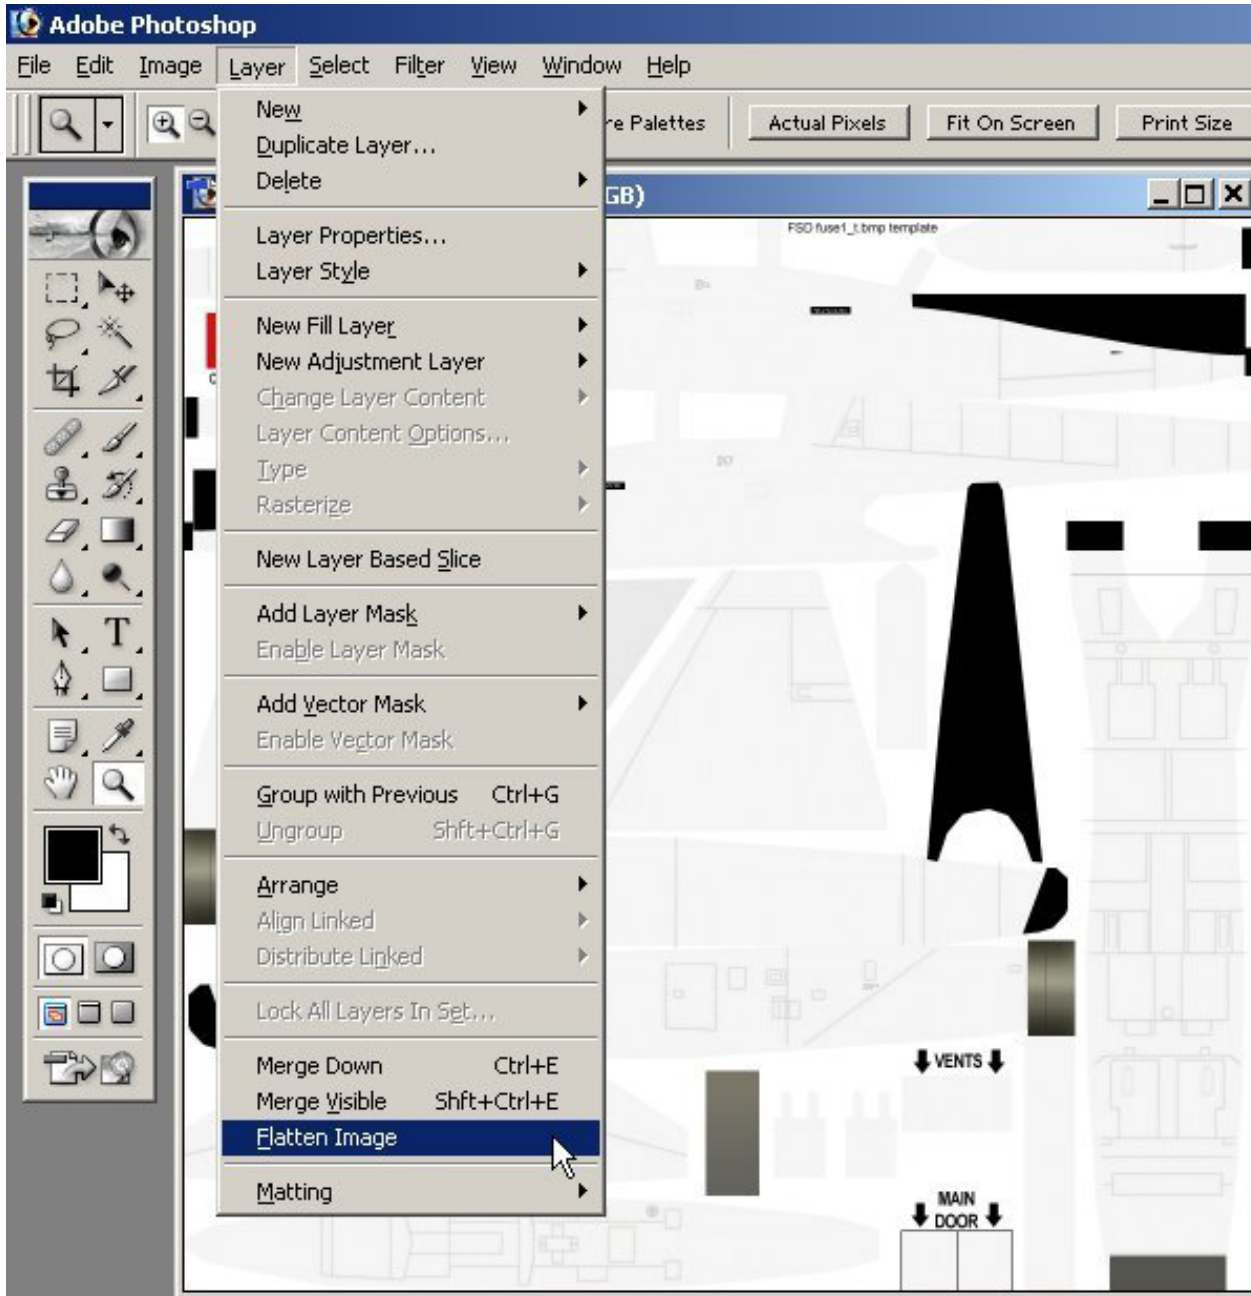 Adobe Photoshop
File Edit Image Layer Select Filter View Window Help
re Palettes Actual Pixels Fit On Screen Print Size
GB)
New
Duplicate Layer...
Delete
Layer Properties...
Layer Style
New Fill Layer
New Adjustment Layer
Change Layer Content
Layer Content Options...
Type
Rasterize
New Layer Based Slice
Add Layer Mask
Enable Layer Mask
Add Vector Mask
Enable Vector Mask
Group with Previous Ctrl+G
Ungroup Shft+Ctrl+G
Arrange
Align Linked
Distribute Linked
Lock All Layers In Set...
Merge Down Ctrl+E
Merge Visible Shft+Ctrl+E
Flatten Image
Matting
T
FSD fuse1_t.bmp template
VENTS
MAIN
DOOR